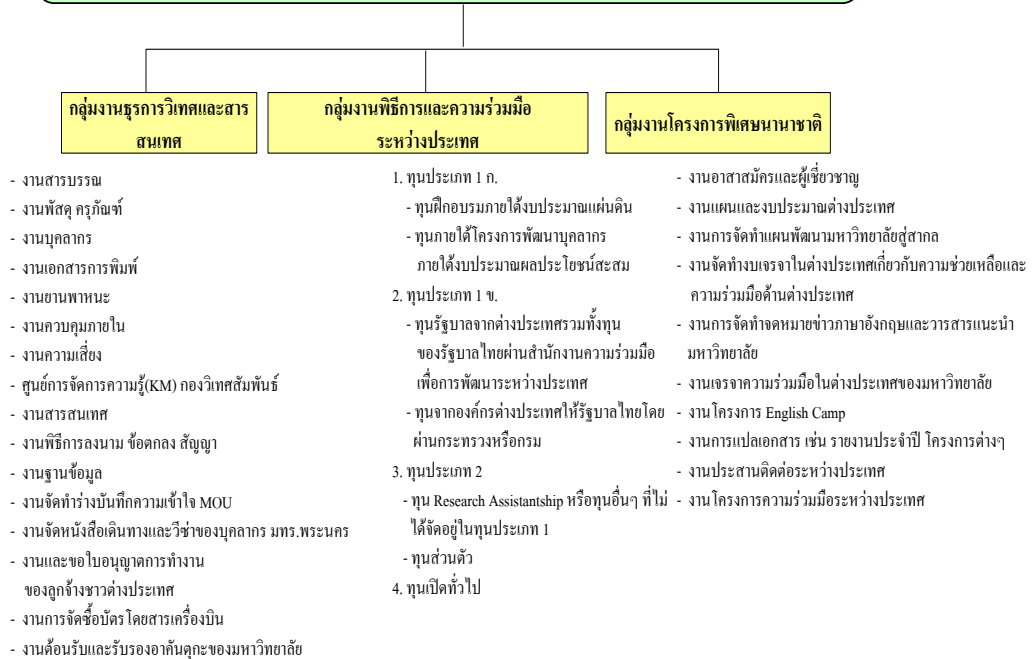 กลุ่มงานธุรการวิเทศและสาร
สนเทศ
- งานสารบรรณ
- งานพัสดุ ครุภัณฑ์
- งานบุคลากร
- งานเอกสารการพิมพ์
- งานยานพาหนะ
- งานควบคุมภายใน
- งานความเสี่ยง
- ศูนย์การจัดการความรู้(KM) กองวิเทศสัมพันธ์
- งานสารสนเทศ
- งานพิธีการลงนาม ข้อตกลง สัญญา
- งานฐานข้อมูล
- งานจัดทำร่างบันทึกความเข้าใจ MOU
- งานจัดหนังสือเดินทางและวีซ่าของบุคลากร มทร.พระนคร
- งานและขอใบอนุญาตการทำงาน
ของลูกจ้างชาวต่างประเทศ
- งานการจัดซื้อบัตรโดยสารเครื่องบิน
- งานต้อนรับและรับรองอาคันตุกะของมหาวิทยาลัย
กลุ่มงานพิธีการและความร่วมมือ
ระหว่างประเทศ
1. ทุนประเภท 1 ก.
- ทุนฝึกอบรมภายใต้งบประมาณแผ่นดิน
- ทุนภายใต้โครงการพัฒนาบุคลากร
ภายใต้งบประมาณผลประโยชน์สะสม
2. ทุนประเภท 1 ข.
- ทุนรัฐบาลจากต่างประเทศรวมทั้งทุน
ของรัฐบาลไทยผ่านสำนักงานความร่วมมือ
เพื่อการพัฒนาระหว่างประเทศ
- ทุนจากองค์กรต่างประเทศให้รัฐบาลไทยโดย
ผ่านกระทรวงหรือกรม
3. ทุนประเภท 2
- ทุน Research Assistantship หรือทุนอื่นๆ ที่ไม่
ได้จัดอยู่ในทุนประเภท 1
- ทุนส่วนตัว
4. ทุนเปิดทั่วไป
กลุ่มงานโครงการพิเศษนานาชาติ
- งานอาสาสมัครและผู้เชี่ยวชาญ
- งานแผนและงบประมาณต่างประเทศ
- งานการจัดทำแผนพัฒนามหาวิทยาลัยสู่สากล
- งานจัดทำงบเจรจาในต่างประเทศเกี่ยวกับความช่วยเหลือและ
ความร่วมมือด้านต่างประเทศ
- งานการจัดทำจดหมายข่าวภาษาอังกฤษและวารสารแนะนำ
มหาวิทยาลัย
- งานเจรจาความร่วมมือในต่างประเทศของมหาวิทยาลัย
- งานโครงการ English Camp
- งานการแปลเอกสาร เช่น รายงานประจำปี โครงการต่างๆ
- งานประสานติดต่อระหว่างประเทศ
- งานโครงการความร่วมมือระหว่างประเทศ